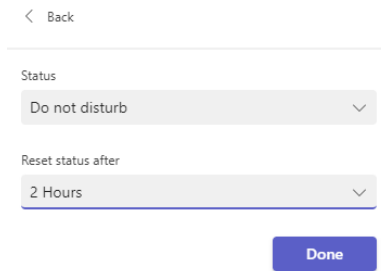 Back
Status
Do not disturb
Reset status after
2 Hours
Done